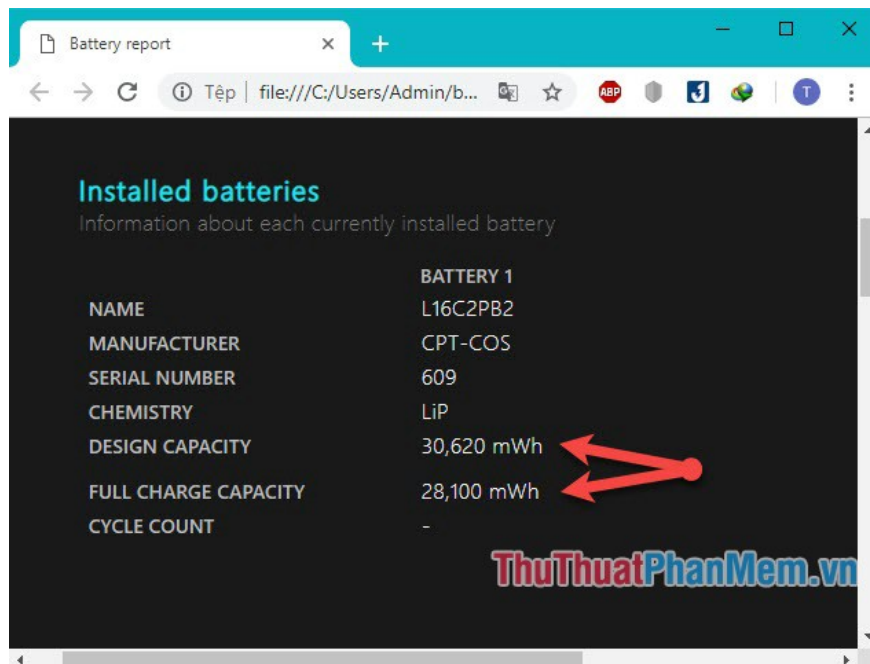 Battery report
Tệp file:///C:/Users/Admin/b...
ABP
T
Installed batteries
Information about each currently installed battery
BATTERY 1
NAME L16C2PB2
MANUFACTURER CPT-COS
SERIAL NUMBER 609
CHEMISTRY LiP
DESIGN CAPACITY 30,620 mWh
FULL CHARGE CAPACITY 28,100 mWh
CYCLE COUNT -
ThuThuatPhanMem.vn